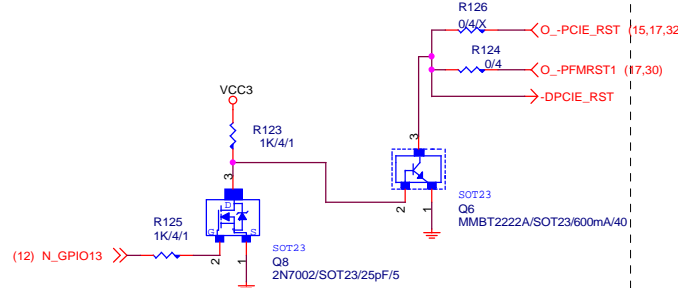 R126
0/4/X
O_-PCIE_RST (15,17,32
R124
0/4
O_-PFMRST1 (17,30)
-DPCIE_RST
VCC3
R123
1K/4/1
3
3
D
G
S
2
1
SOT23
Q6
MMBT2222A/SOT23/600mA/40
2
1
R125
1K/4/1
SOT23
Q8
2N7002/SOT23/25pF/5
(12) N_GPIO13